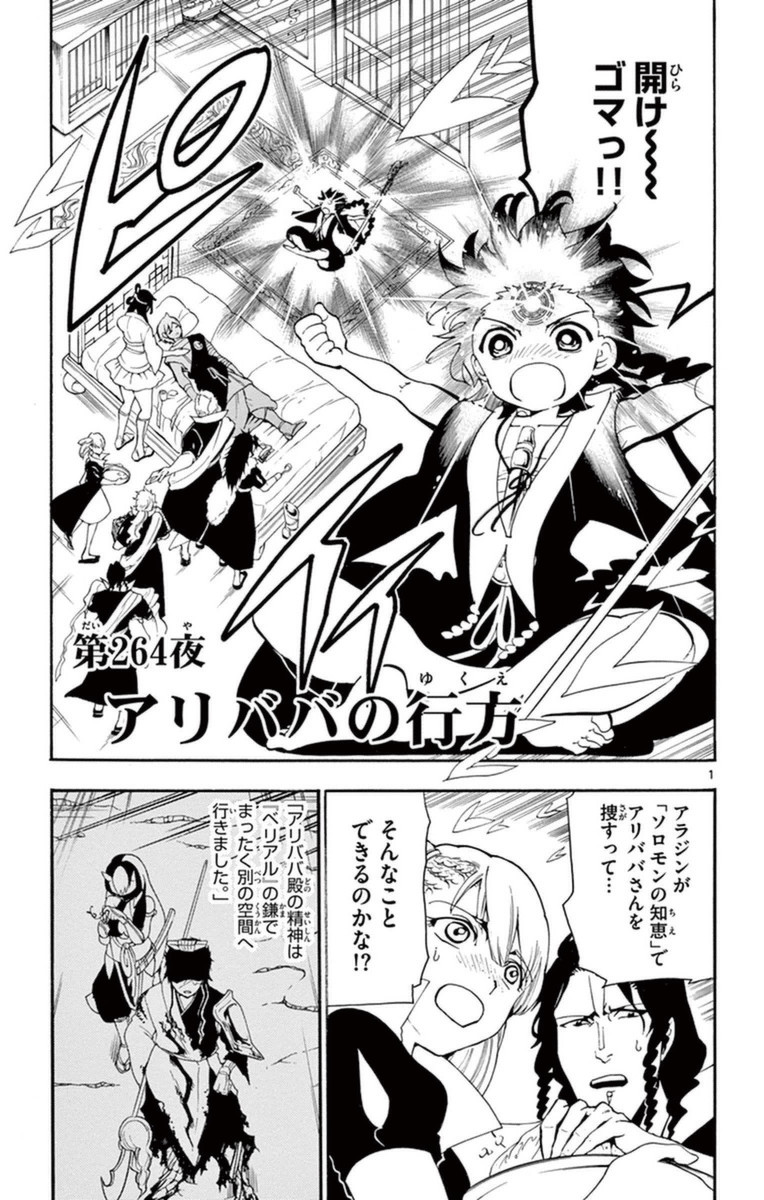 開け〜〜
ゴマっ!!
ピカッ
第264夜
アリババの行方
1
アラジンが
「ソロモンの知恵」で
アリババさんを
捜すって…
そんなこと
できるのかな!?
「アリババ殿の精神は
『ベリアル』の鎌で
まったく別の空間へ
行きました。」